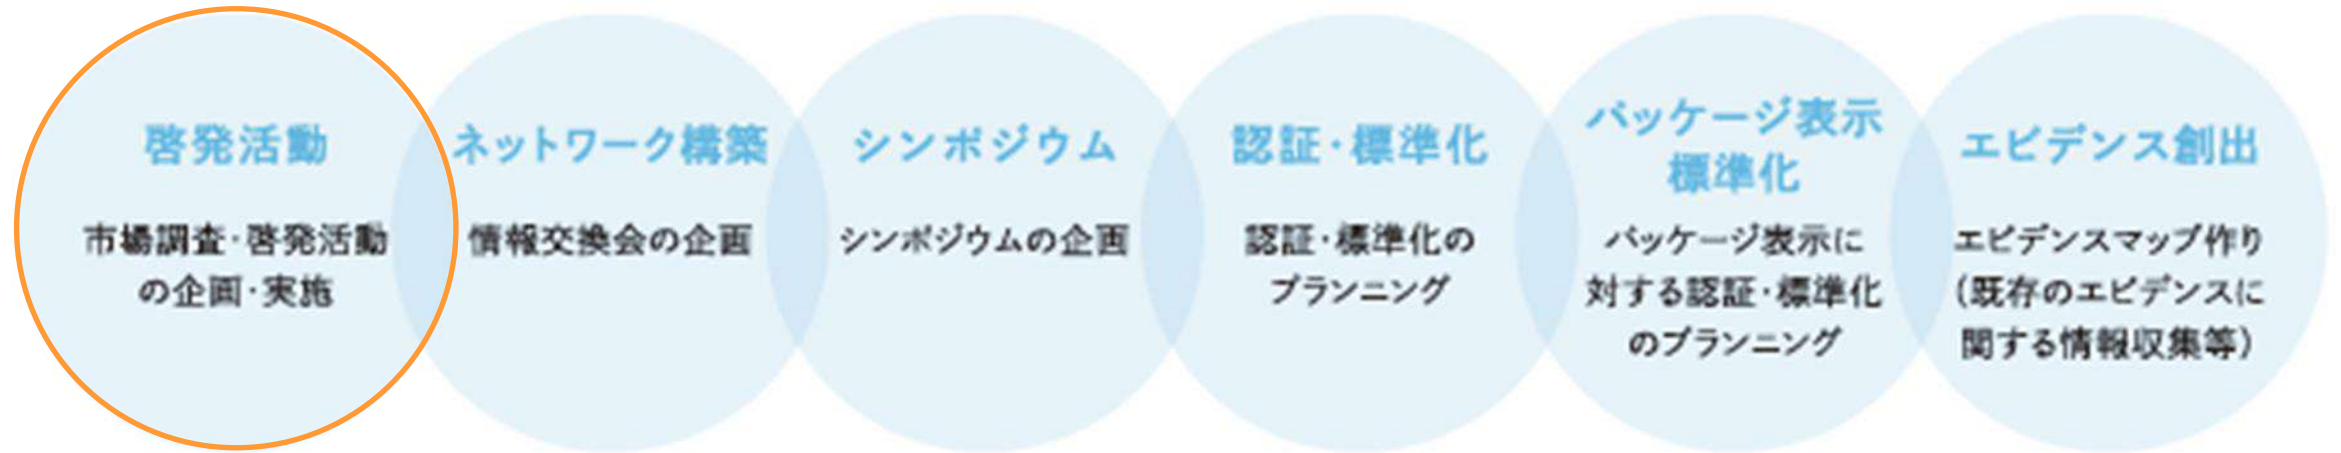 啓発活動
市場調査・啓発活動
の企画・実施
ネットワーク構築
情報交換会の企画
シンポジウム
シンポジウムの企画
認証・標準化
認証・標準化の
プランニング
パッケージ表示
標準化
パッケージ表示に
対する認証・標準化
のプランニング
エビデンス創出
エビデンスマップ作り
（既存のエビデンスに
関する情報収集等）